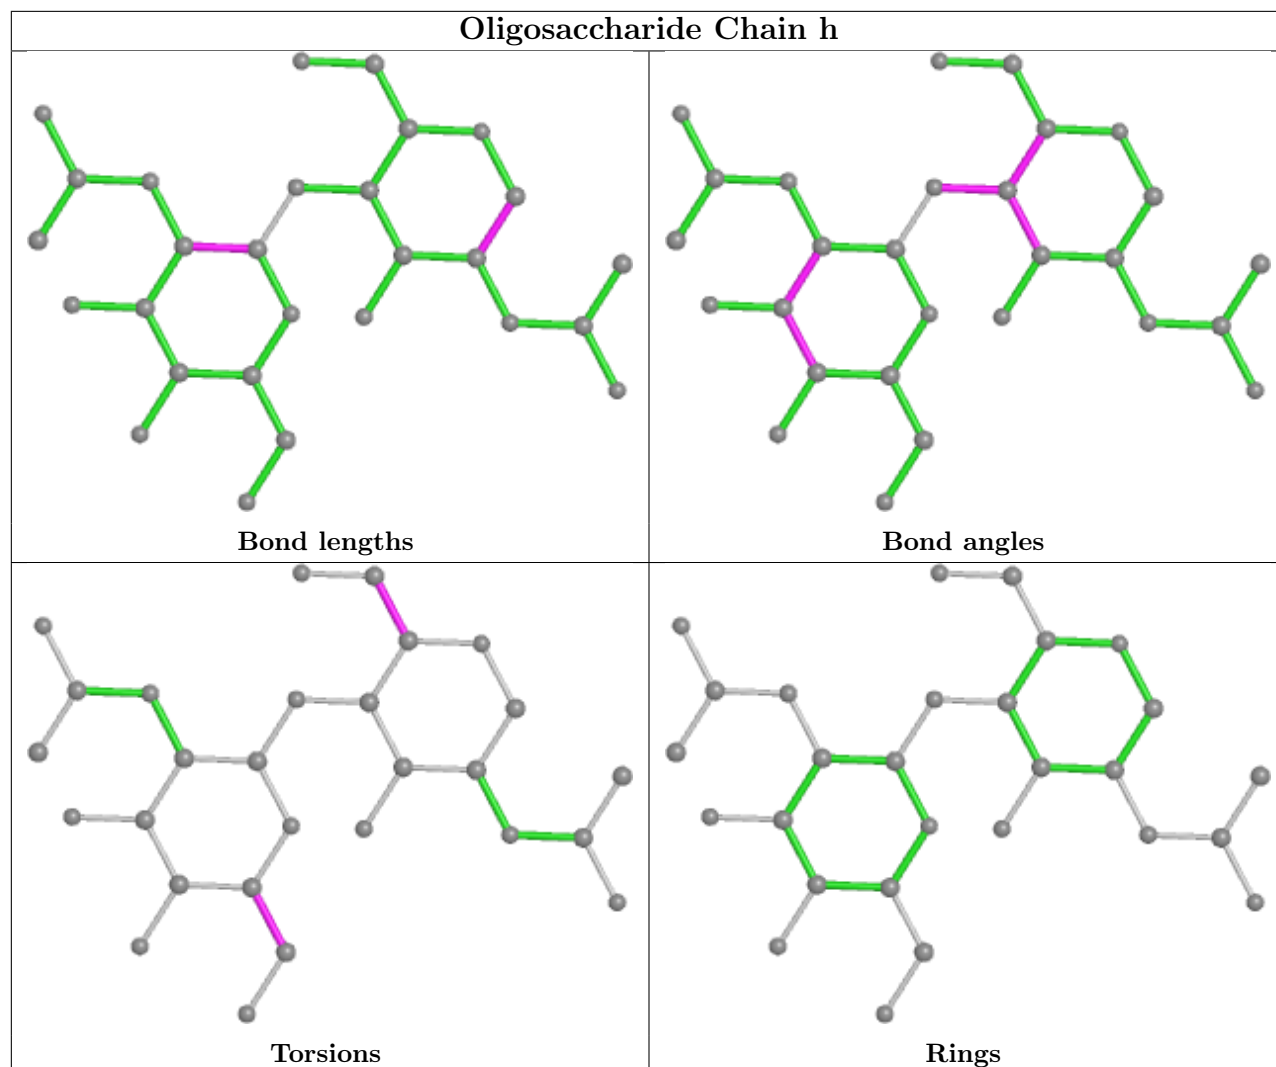 Oligosaccharide Chain h
Bond lengths
Bond angles
Torsions
Rings